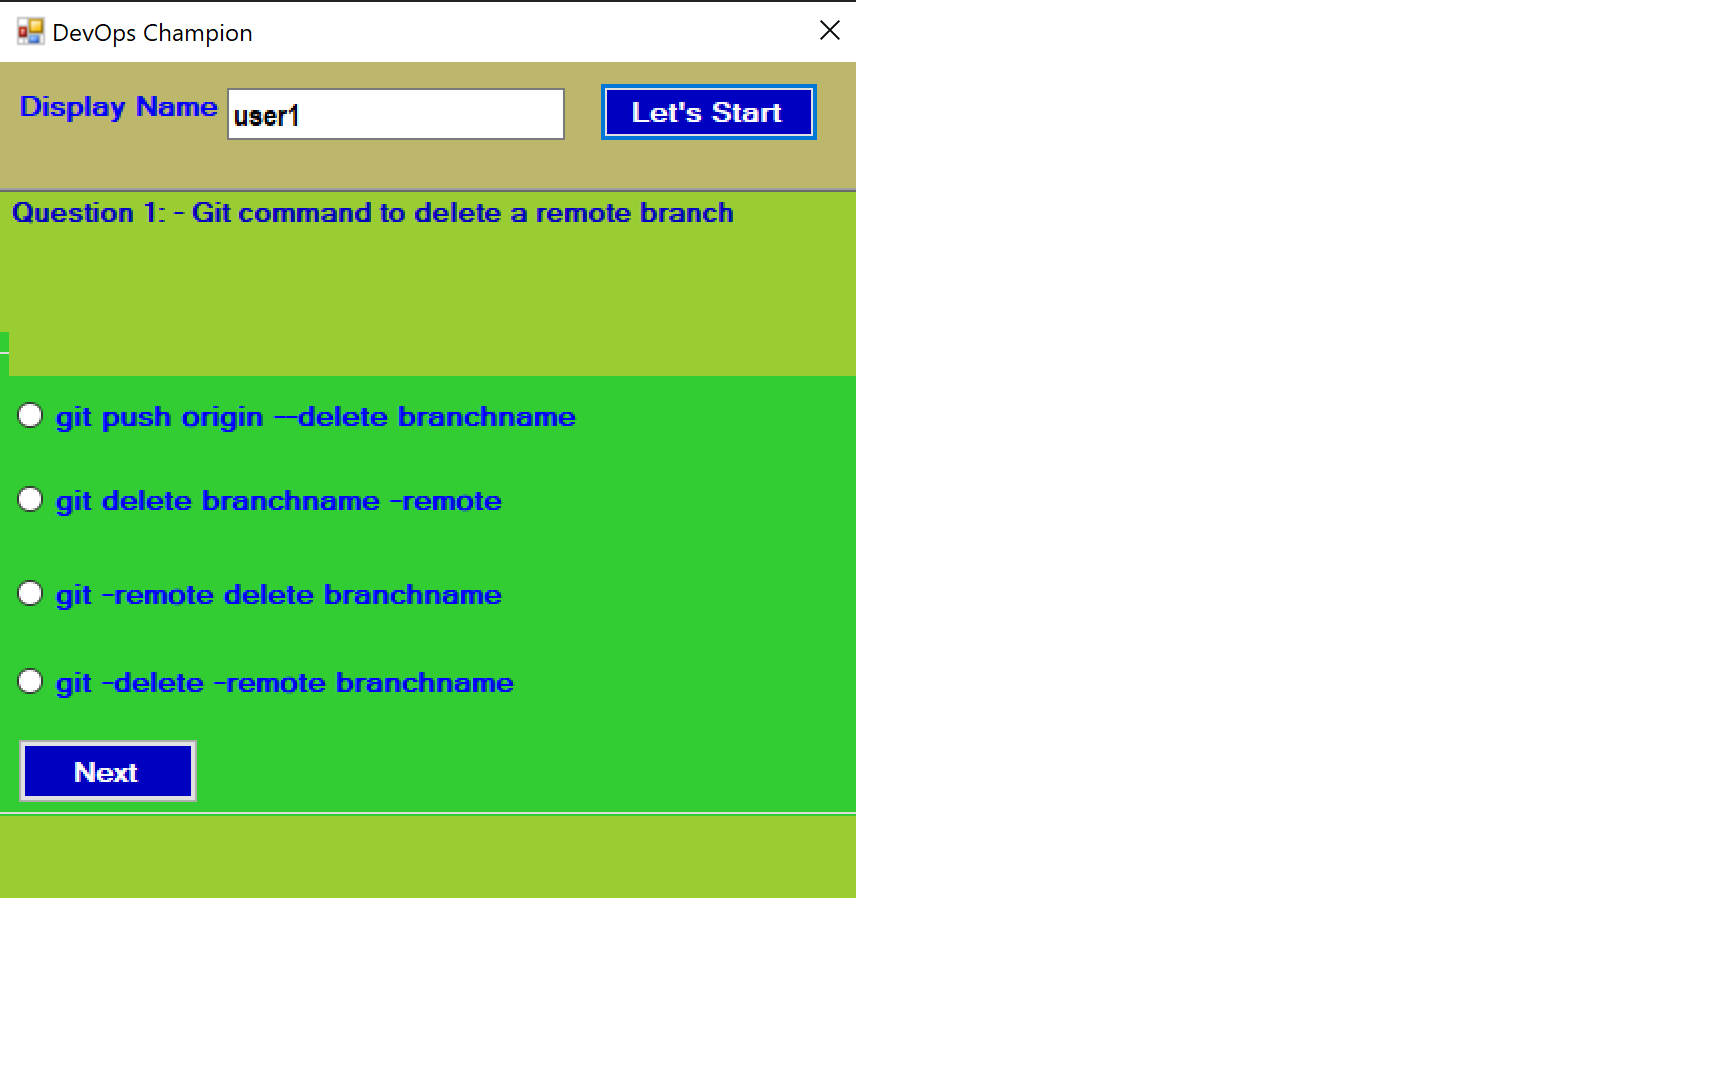 DevOps Champion
Display Name user1 Let's Start
Question 1: - Git command to delete a remote branch
git push origin --delete branchname
git delete branchname -remote
git -remote delete branchname
git -delete -remote branchname
Next